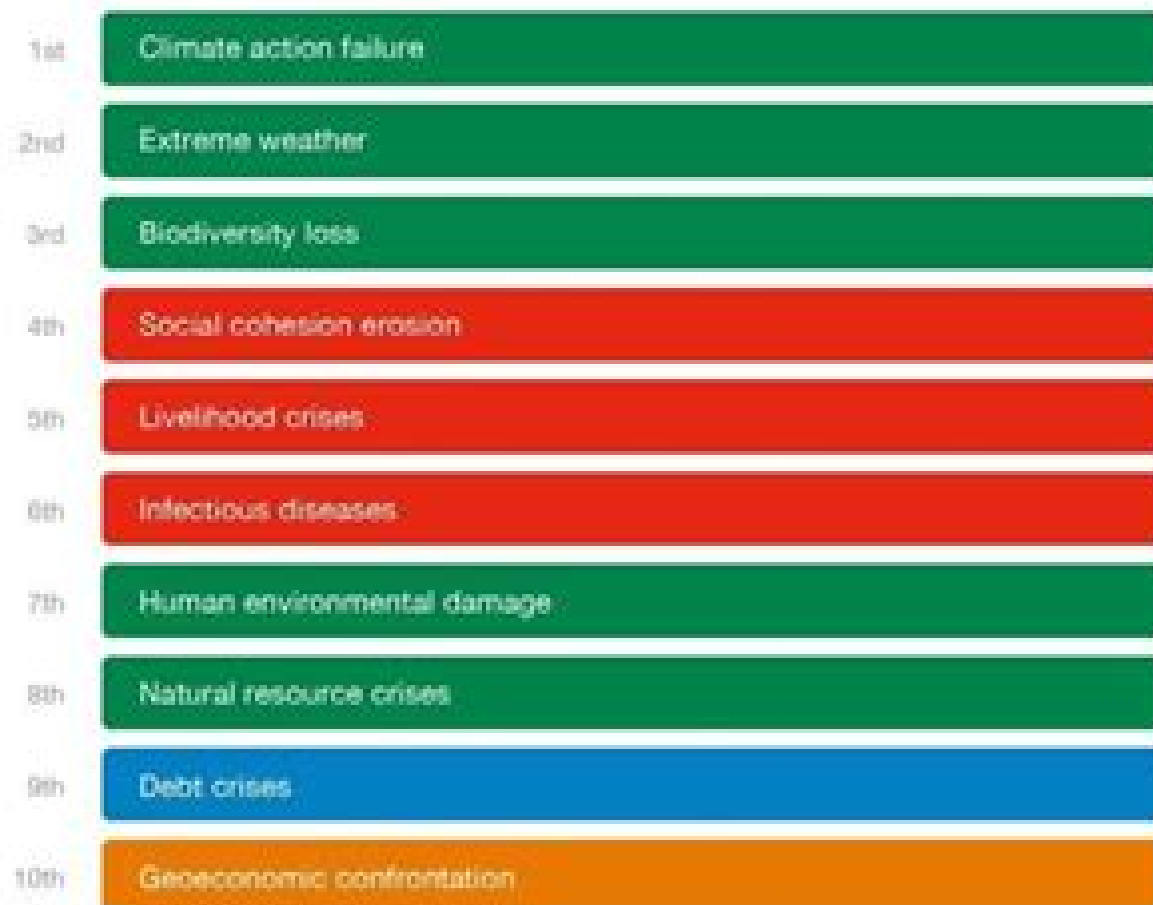 1st Climate action failure
2nd Extreme weather
3rd Biodiversity loss
4th Social cohesion erosion
5th Livelihood crises
6th Infectious diseases
7th Human environmental damage
8th Natural resource crises
9th Debt crises
10th Geoeconomic confrontation